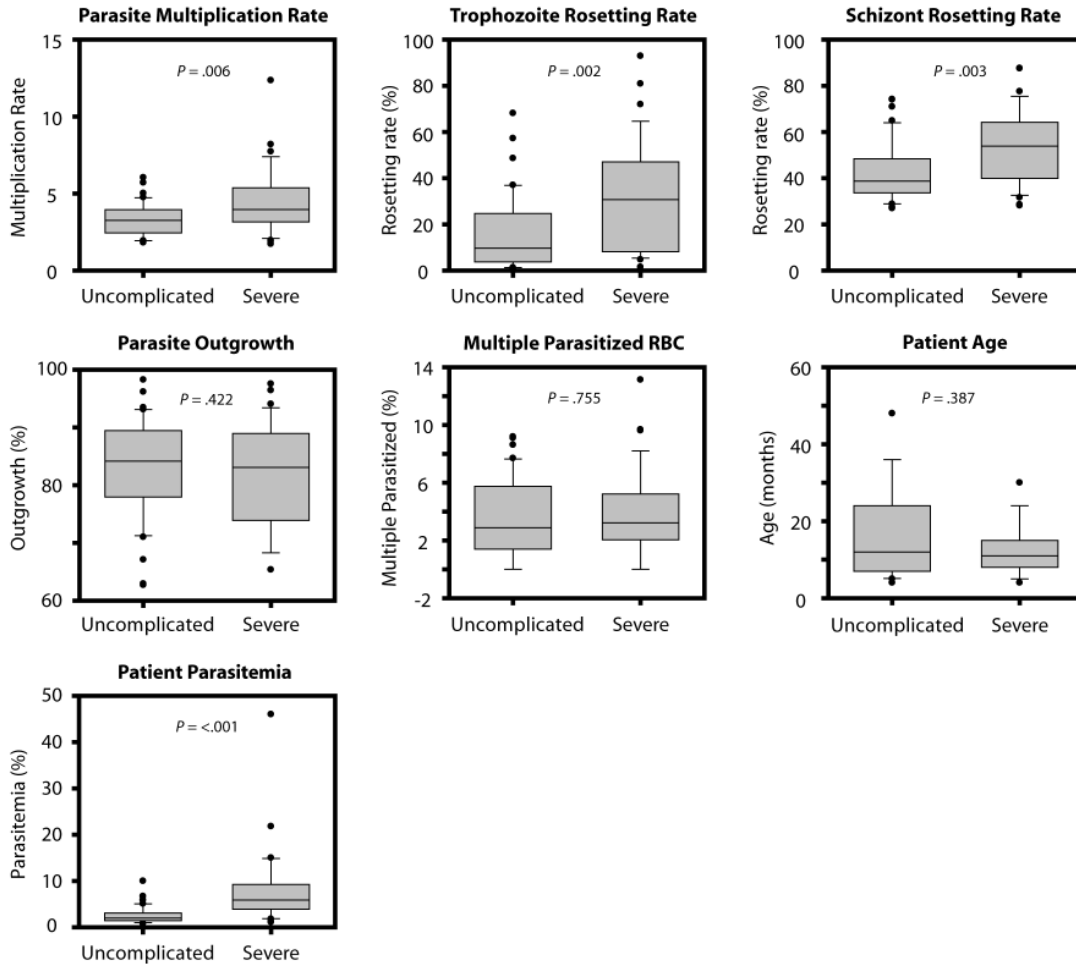 Parasite Multiplication Rate
Multiplication Rate
15
10
5
0
P = .006
Uncomplicated Severe
Trophozoite Rosetting Rate
Rosetting rate (%)
100
80
60
40
20
0
P = .002
Uncomplicated Severe
Schizont Rosetting Rate
Rosetting rate (%)
100
80
60
40
20
0
P = .003
Uncomplicated Severe
Parasite Outgrowth
Outgrowth (%)
100
80
60
P = .422
Uncomplicated Severe
Multiple Parasitized RBC
Multiple Parasitized (%)
14
10
6
2
-2
P = .755
Uncomplicated Severe
Patient Age
Age (months)
60
40
20
0
P = .387
Uncomplicated Severe
Patient Parasitemia
Parasitemia (%)
50
40
30
20
10
0
P = <.001
Uncomplicated Severe